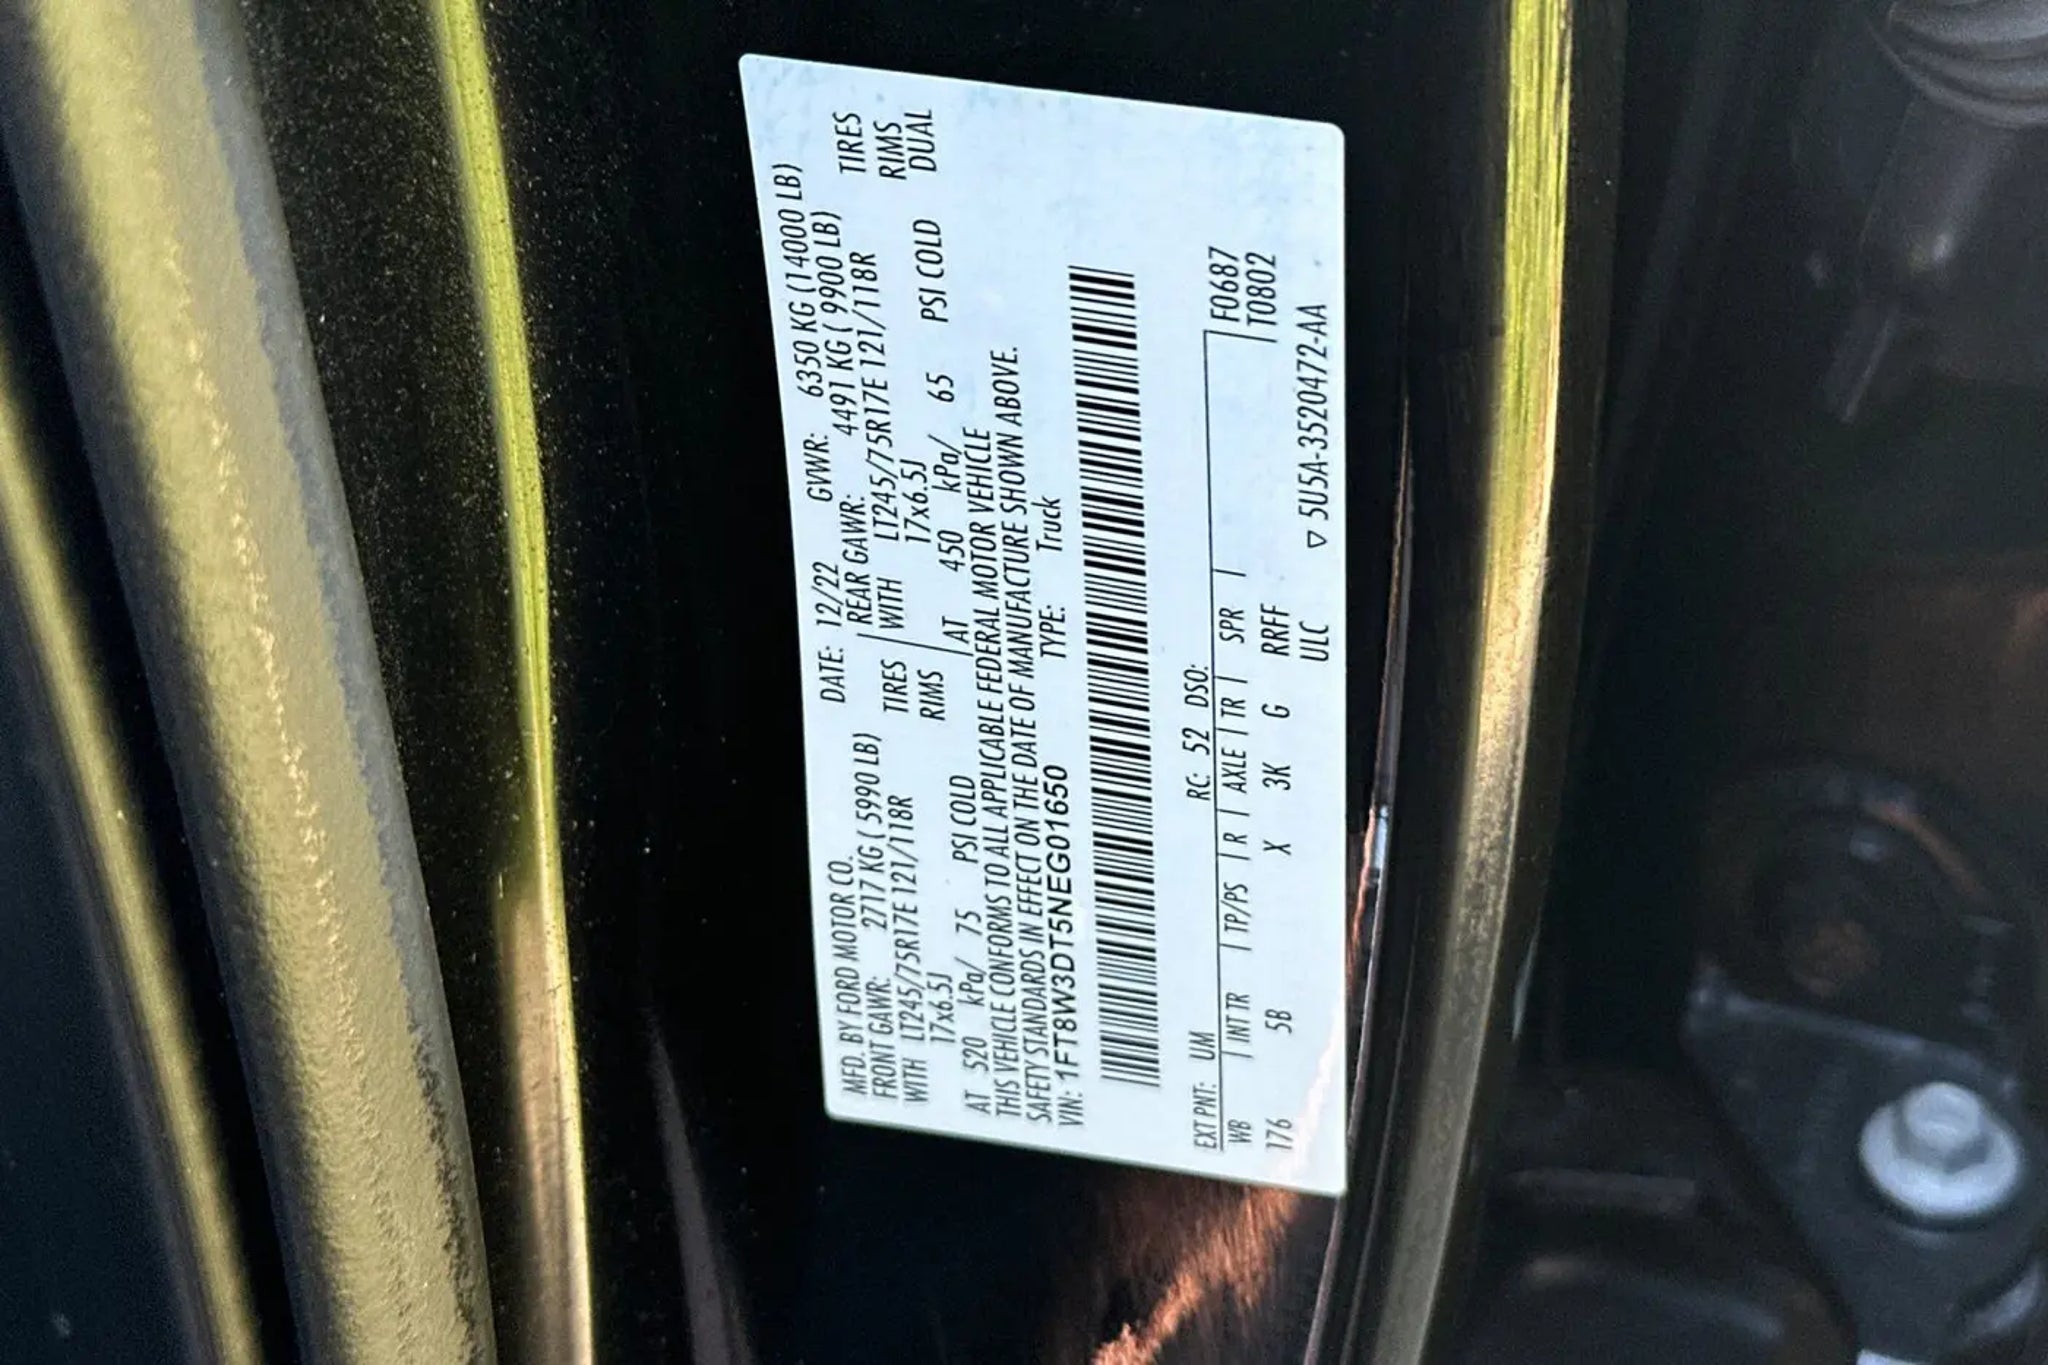 MFD. BY FORD MOTOR CO. DATE: 12/22 GVWR: 6350 KG (14000 LB)
FRONT GAWR: 2717 KG ( 5990 LB) REAR GAWR: 4491 KG ( 9900 LB)
WITH LT245/75R17E 121/118R TIRES WITH LT245/75R17E 121/118R TIRES
17x6.5J RIMS 17x6.5J RIMS
AT 520 kPa/ 75 PSI COLD AT 450 kPa/ 65 PSI COLD DUAL
THIS VEHICLE CONFORMS TO ALL APPLICABLE FEDERAL MOTOR VEHICLE
SAFETY STANDARDS IN EFFECT ON THE DATE OF MANUFACTURE SHOWN ABOVE.
VIN: 1FT8W3DT5NEG01650 TYPE: Truck
EXT PNT: UM RC: 52 DSO: F0687
WB | INT TR | TP/PS | R | AXLE | TR | SPR | T0802
176 5B X 3K G RRFF
ULC ▽ 5U5A-3520472-AA